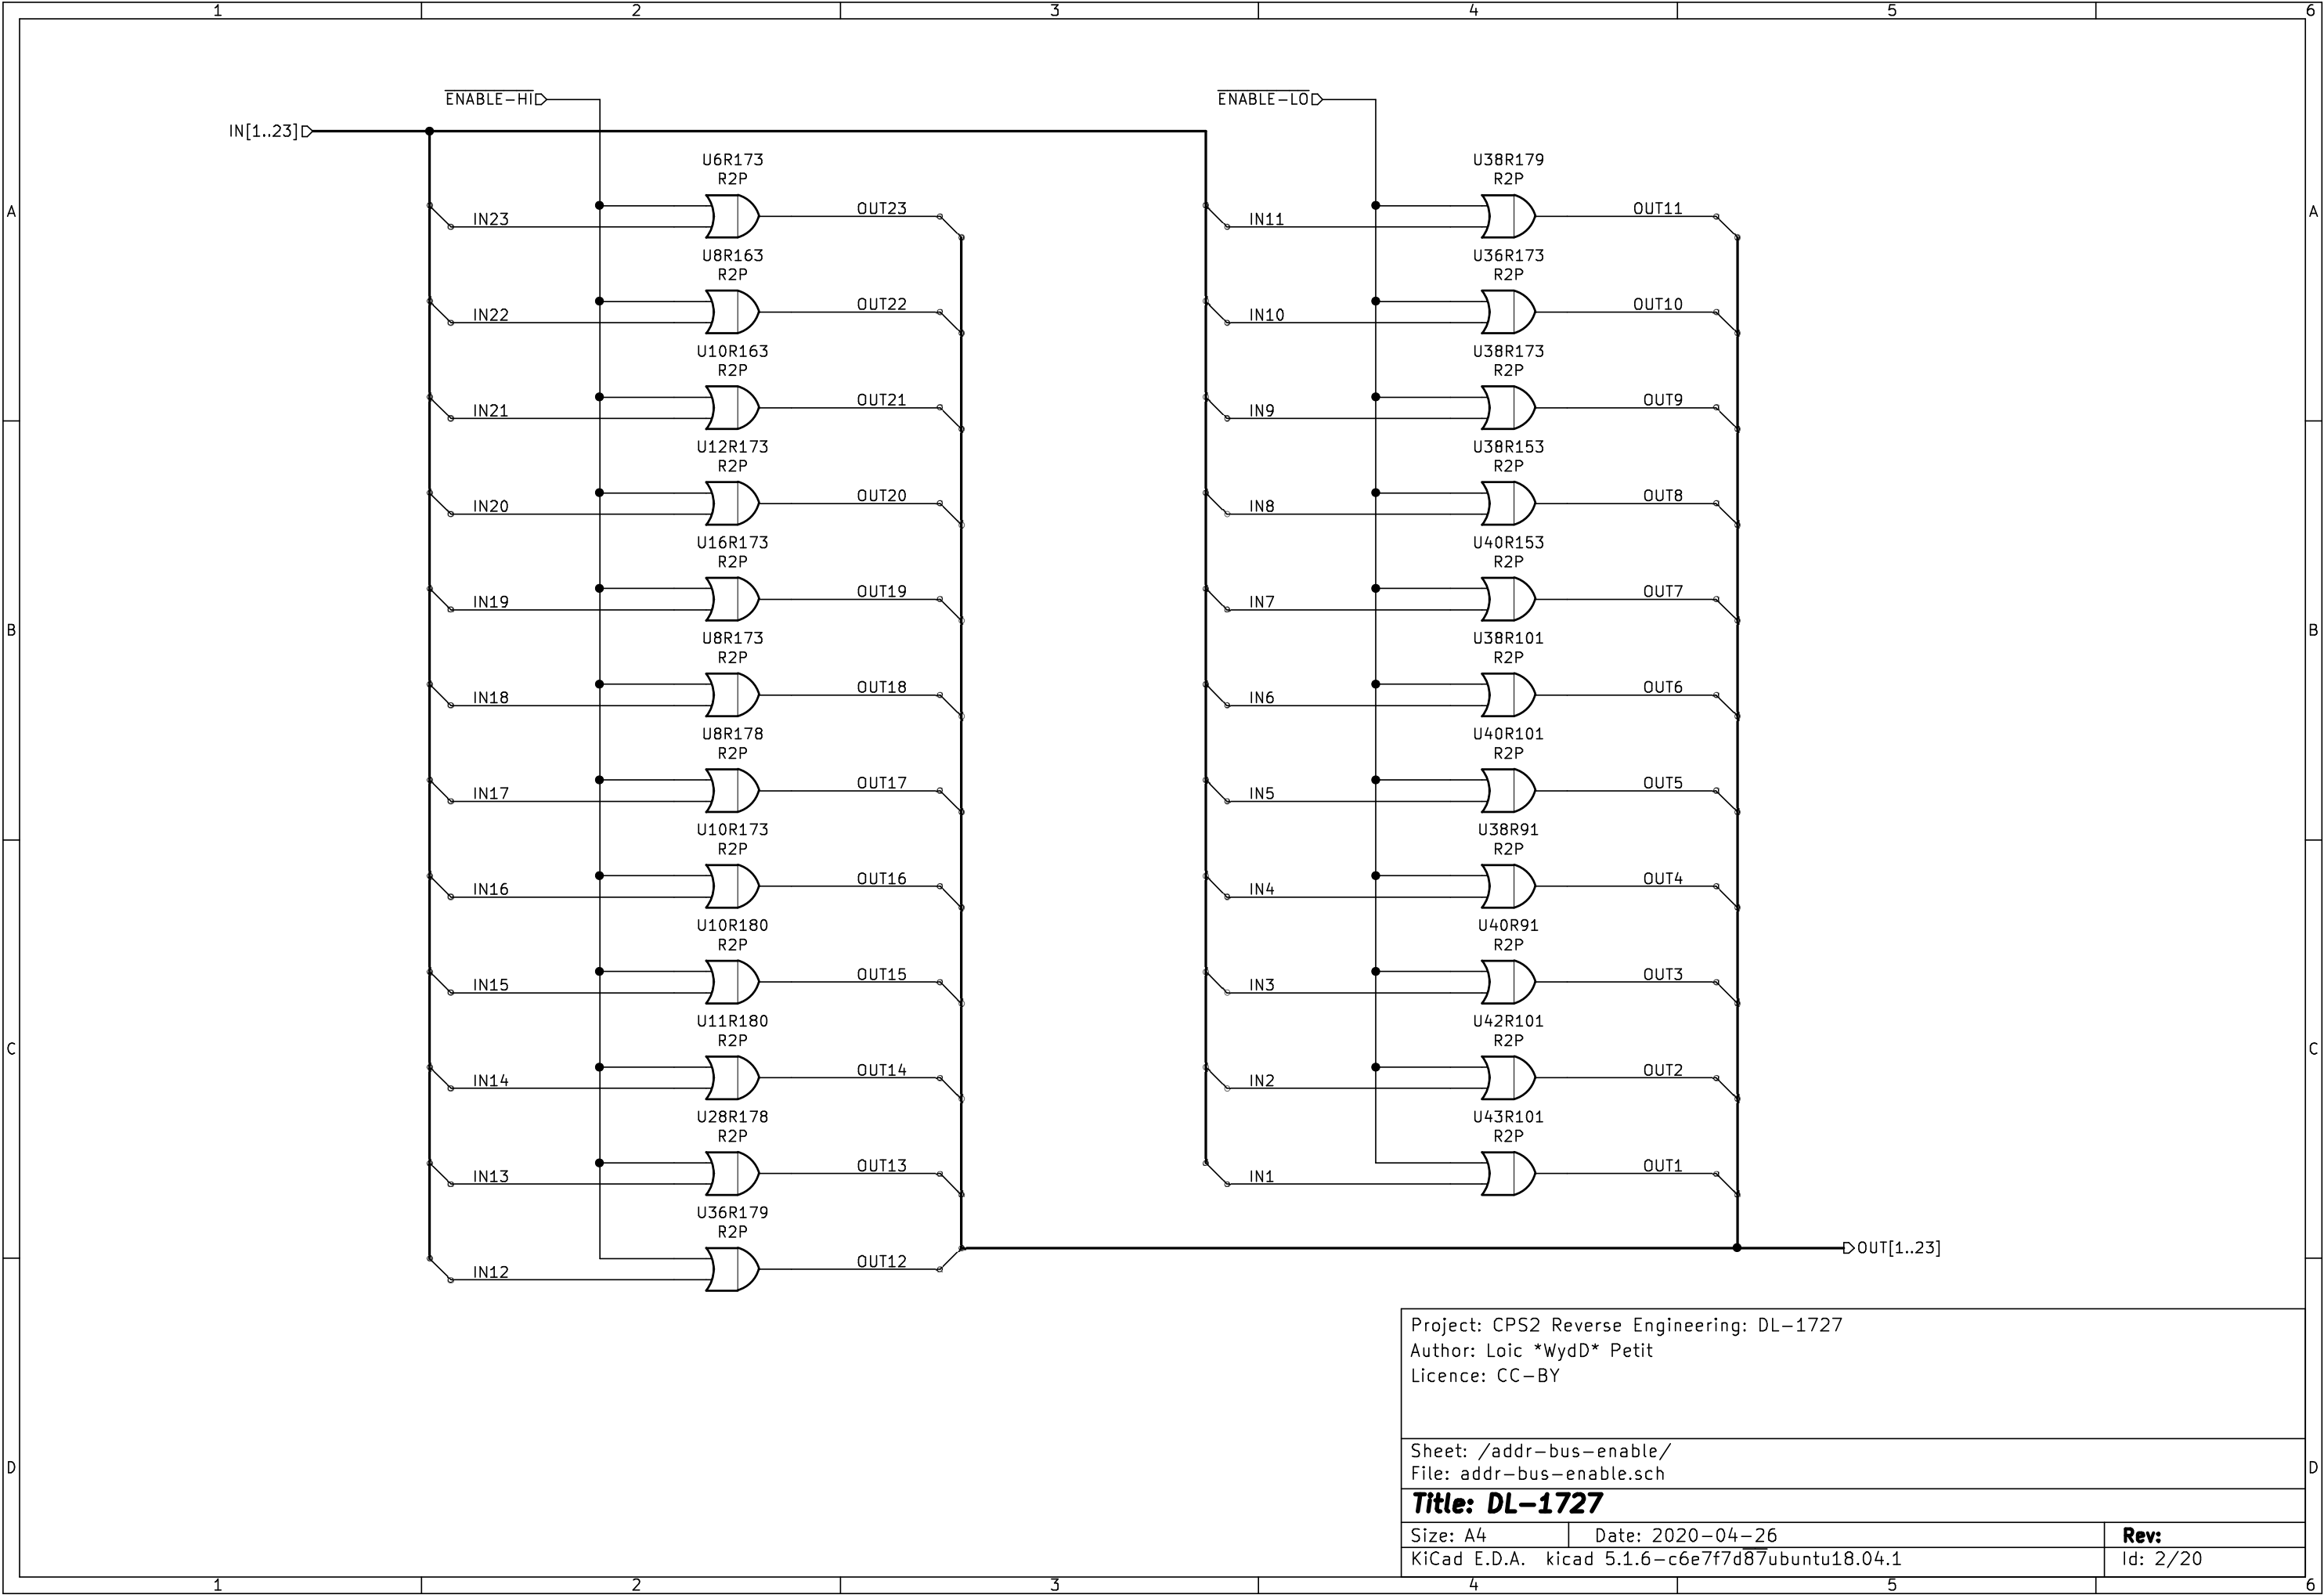 1 2 3 4 5 6
ENABLE-HI ENABLE-LO
IN[1..23]
U6R173 U38R179
R2P R2P
A A
IN23 OUT23 IN11 OUT11
U8R163 U36R173
R2P R2P
IN22 OUT22 IN10 OUT10
U10R163 U38R173
R2P R2P
IN21 OUT21 IN9 OUT9
U12R173 U38R153
R2P R2P
IN20 OUT20 IN8 OUT8
U16R173 U40R153
R2P R2P
IN19 OUT19 IN7 OUT7
B B
U8R173 U38R101
R2P R2P
IN18 OUT18 IN6 OUT6
U8R178 U40R101
R2P R2P
IN17 OUT17 IN5 OUT5
U10R173 U38R91
R2P R2P
IN16 OUT16 IN4 OUT4
U10R180 U40R91
R2P R2P
IN15 OUT15 IN3 OUT3
U11R180 U42R101
R2P R2P
C C
IN14 OUT14 IN2 OUT2
U28R178 U43R101
R2P R2P
IN13 OUT13 IN1 OUT1
U36R179
R2P
IN12 OUT12 OUT[1..23]
Project: CPS2 Reverse Engineering: DL-1727
Author: Loic *WydD* Petit
Licence: CC-BY
Sheet: /addr-bus-enable/
D D
File: addr-bus-enable.sch
Title: DL-1727
Size: A4 Date: 2020-04-26 Rev:
KiCad E.D.A. kicad 5.1.6-c6e7f7d87ubuntu18.04.1 Id: 2/20
1 2 3 4 5 6